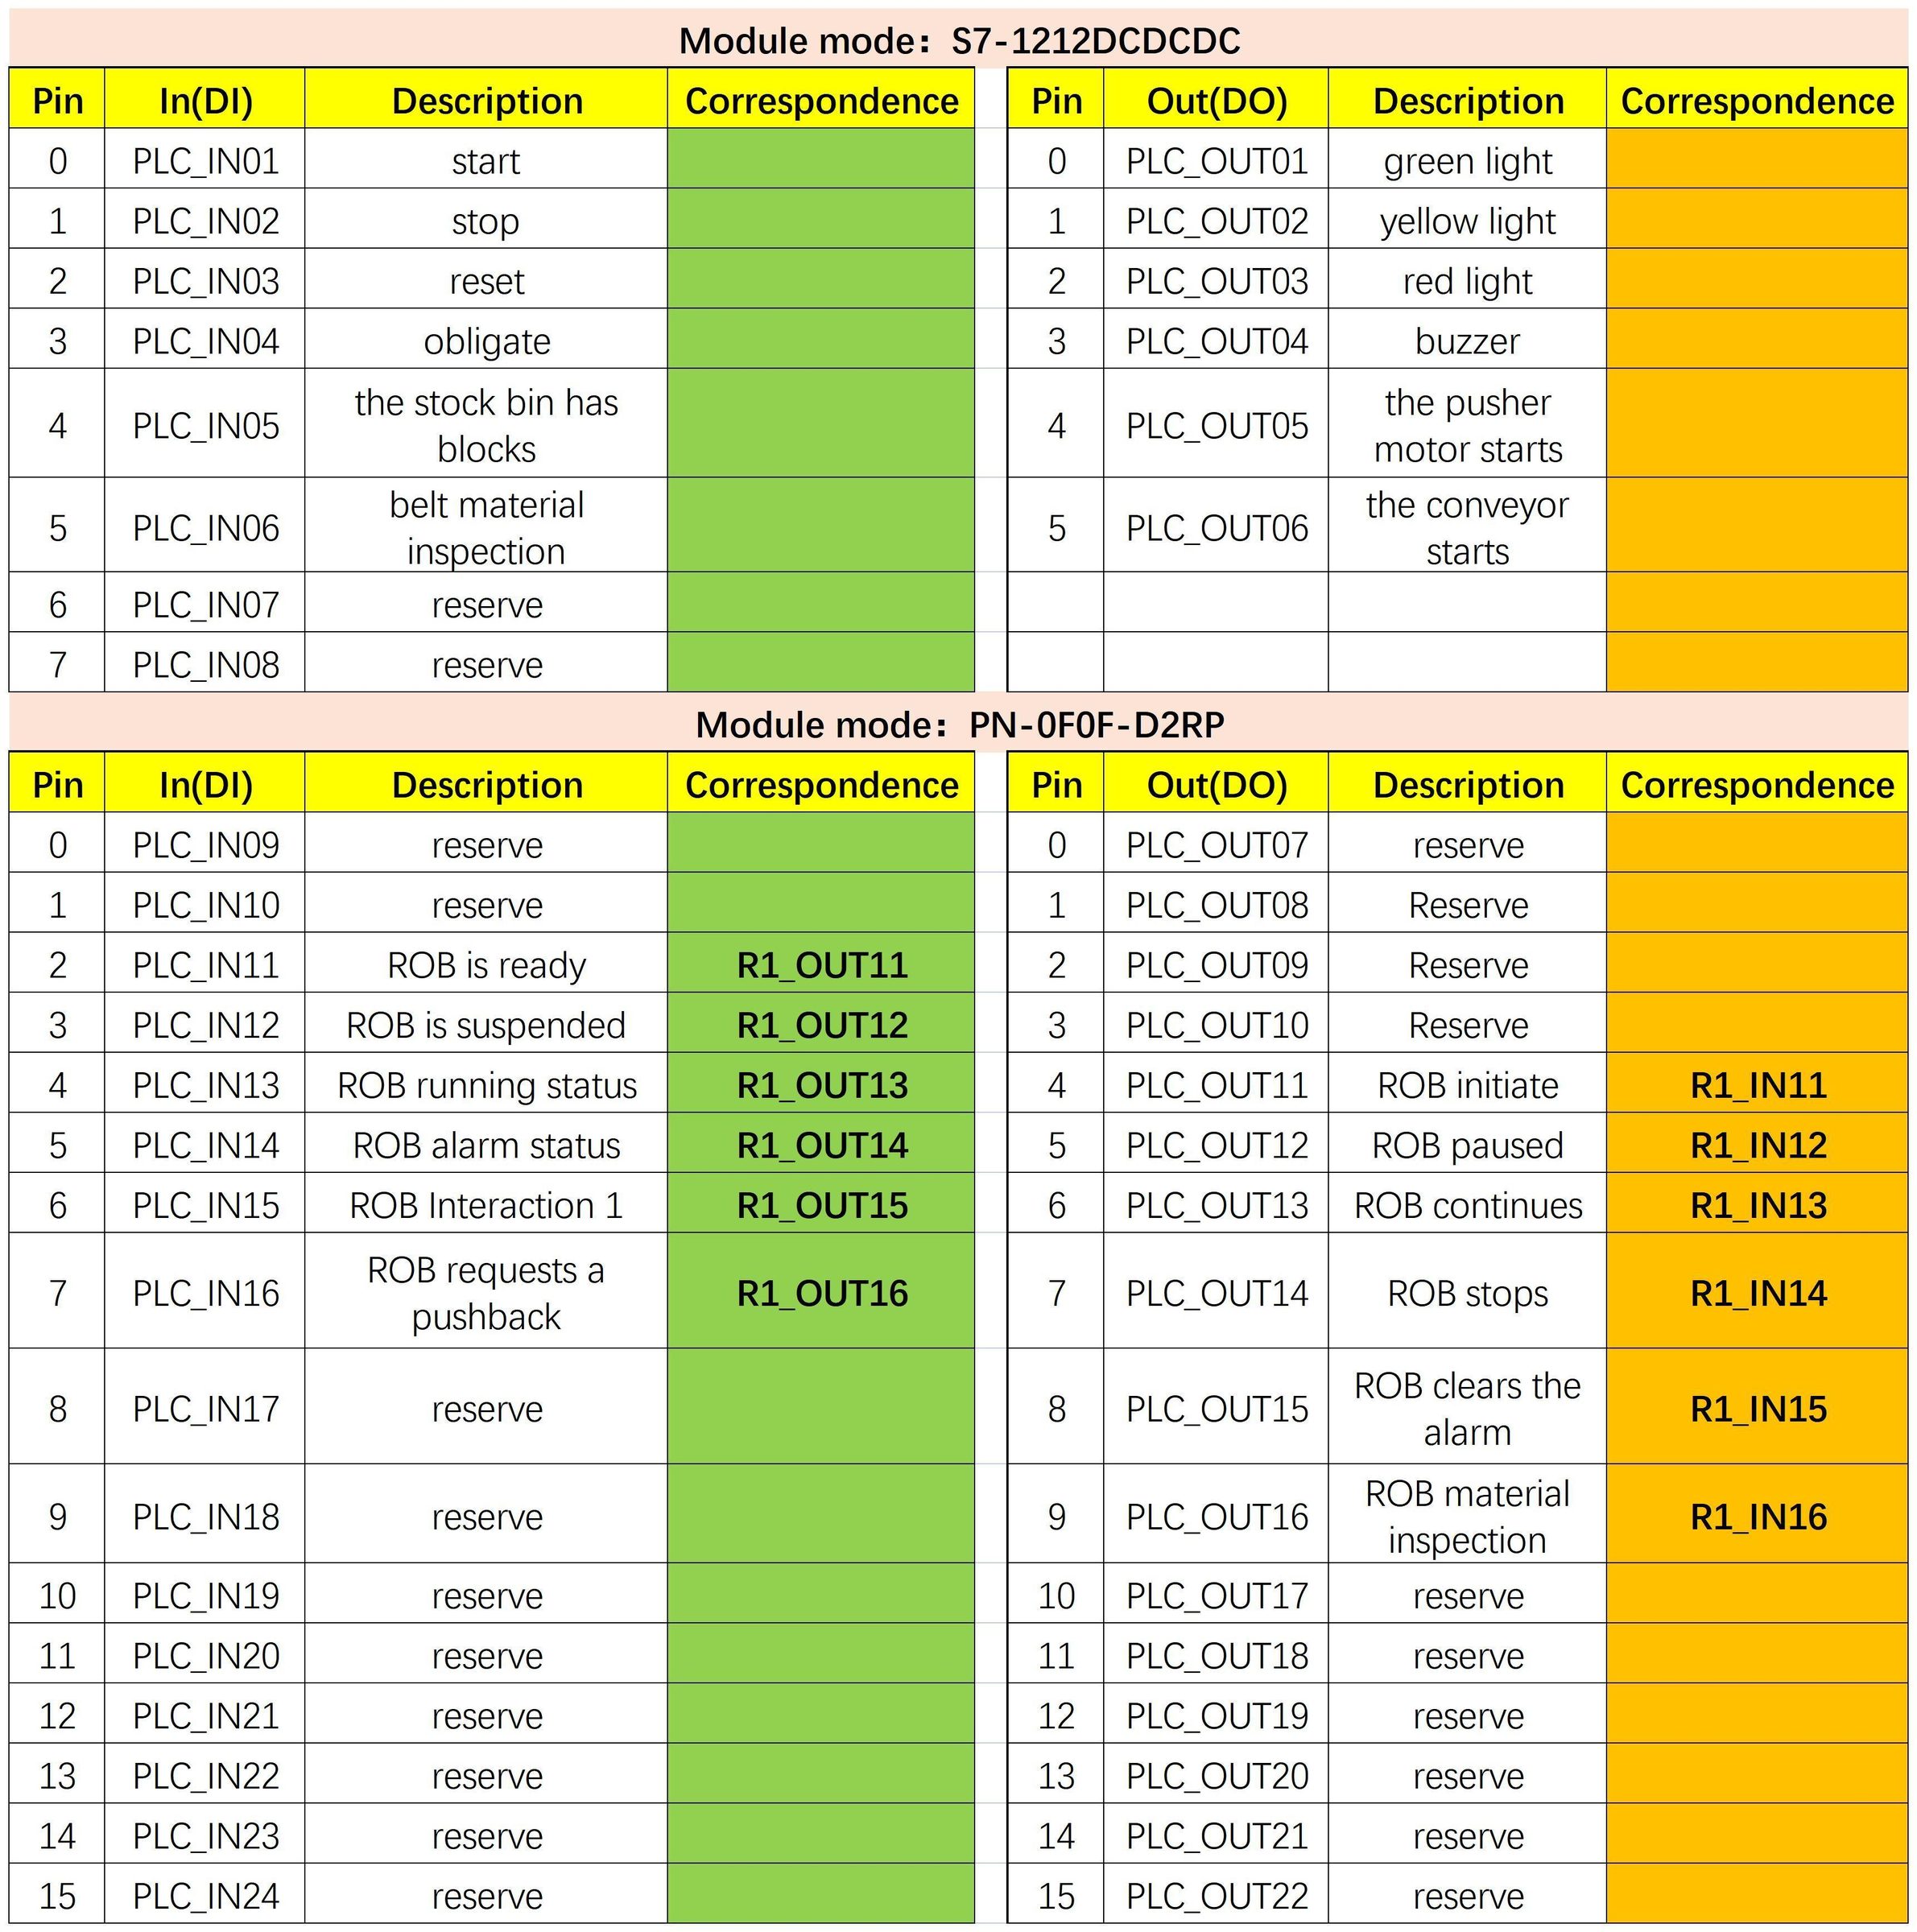 Module mode：S7-1212DCDCDC
Pin In(DI) Description Correspondence Pin Out(DO) Description Correspondence
0 PLC_IN01 start 0 PLC_OUT01 green light
1 PLC_IN02 stop 1 PLC_OUT02 yellow light
2 PLC_IN03 reset 2 PLC_OUT03 red light
3 PLC_IN04 obligate 3 PLC_OUT04 buzzer
4 PLC_IN05 the stock bin has blocks 4 PLC_OUT05 the pusher motor starts
5 PLC_IN06 belt material inspection 5 PLC_OUT06 the conveyor starts
6 PLC_IN07 reserve
7 PLC_IN08 reserve
Module mode：PN-0F0F-D2RP
Pin In(DI) Description Correspondence Pin Out(DO) Description Correspondence
0 PLC_IN09 reserve 0 PLC_OUT07 reserve
1 PLC_IN10 reserve 1 PLC_OUT08 Reserve
2 PLC_IN11 ROB is ready R1_OUT11 2 PLC_OUT09 Reserve
3 PLC_IN12 ROB is suspended R1_OUT12 3 PLC_OUT10 Reserve
4 PLC_IN13 ROB running status R1_OUT13 4 PLC_OUT11 ROB initiate R1_IN11
5 PLC_IN14 ROB alarm status R1_OUT14 5 PLC_OUT12 ROB paused R1_IN12
6 PLC_IN15 ROB Interaction 1 R1_OUT15 6 PLC_OUT13 ROB continues R1_IN13
7 PLC_IN16 ROB requests a pushback R1_OUT16 7 PLC_OUT14 ROB stops R1_IN14
8 PLC_IN17 reserve 8 PLC_OUT15 ROB clears the alarm R1_IN15
9 PLC_IN18 reserve 9 PLC_OUT16 ROB material inspection R1_IN16
10 PLC_IN19 reserve 10 PLC_OUT17 reserve
11 PLC_IN20 reserve 11 PLC_OUT18 reserve
12 PLC_IN21 reserve 12 PLC_OUT19 reserve
13 PLC_IN22 reserve 13 PLC_OUT20 reserve
14 PLC_IN23 reserve 14 PLC_OUT21 reserve
15 PLC_IN24 reserve 15 PLC_OUT22 reserve